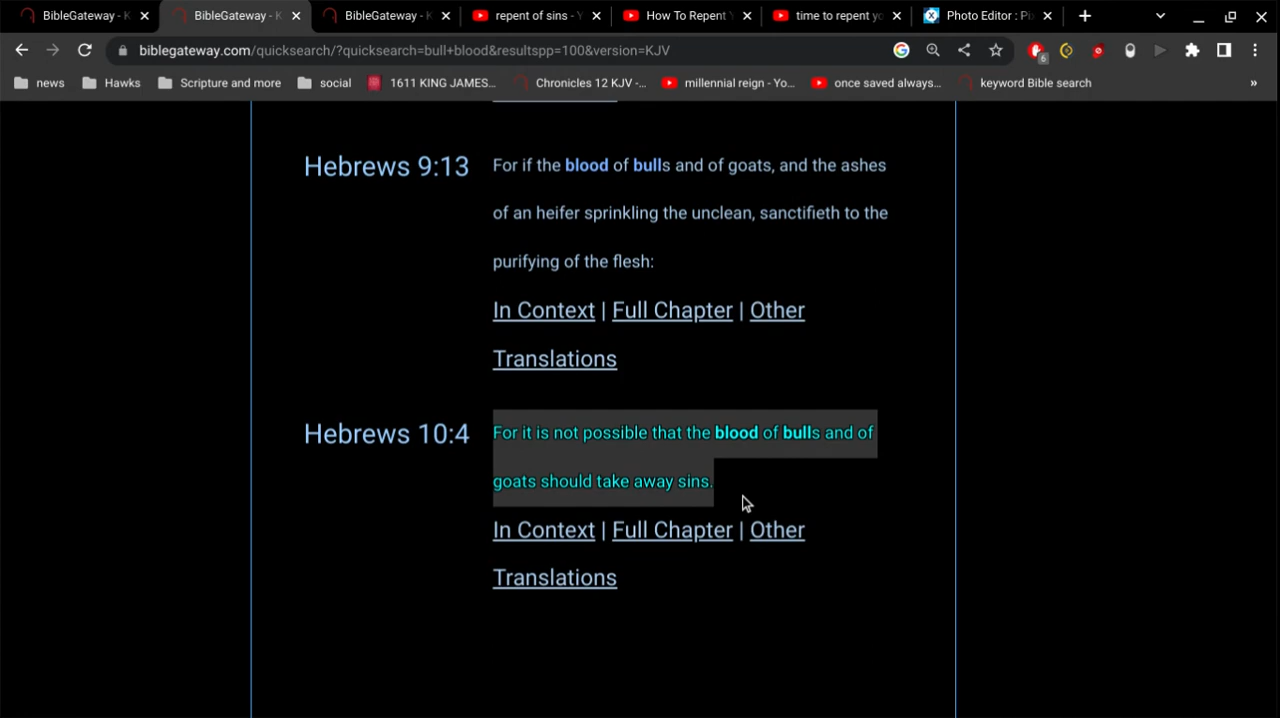 BibleGateway - K
BibleGateway - K
BibleGateway - K
repent of sins - Y
How To Repent Y
time to repent yo
Photo Editor : Pi
biblegateway.com/quicksearch/?quicksearch=bull+blood&resultspp=100&version=KJV
6
news
Hawks
Scripture and more
social
1611 KING JAMES...
Chronicles 12 KJV -...
millennial reign - Yo...
once saved always...
keyword Bible search
»
Hebrews 9:13
For if the blood of bulls and of goats, and the ashes
of an heifer sprinkling the unclean, sanctifieth to the
purifying of the flesh:
In Context | Full Chapter | Other
Translations
Hebrews 10:4
For it is not possible that the blood of bulls and of
goats should take away sins.
In Context | Full Chapter | Other
Translations